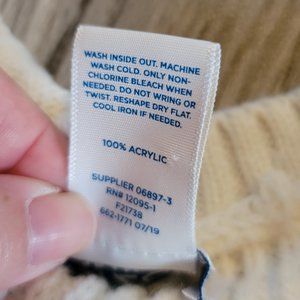 WASH INSIDE OUT. MACHINE
WASH COLD. ONLY NON-
CHLORINE BLEACH WHEN
NEEDED. DO NOT WRING OR
TWIST. RESHAPE DRY FLAT.
COOL IRON IF NEEDED.
100% ACRYLIC
SUPPLIER 06897-3
RN# 12095-1
F21738
662-1771 07/19